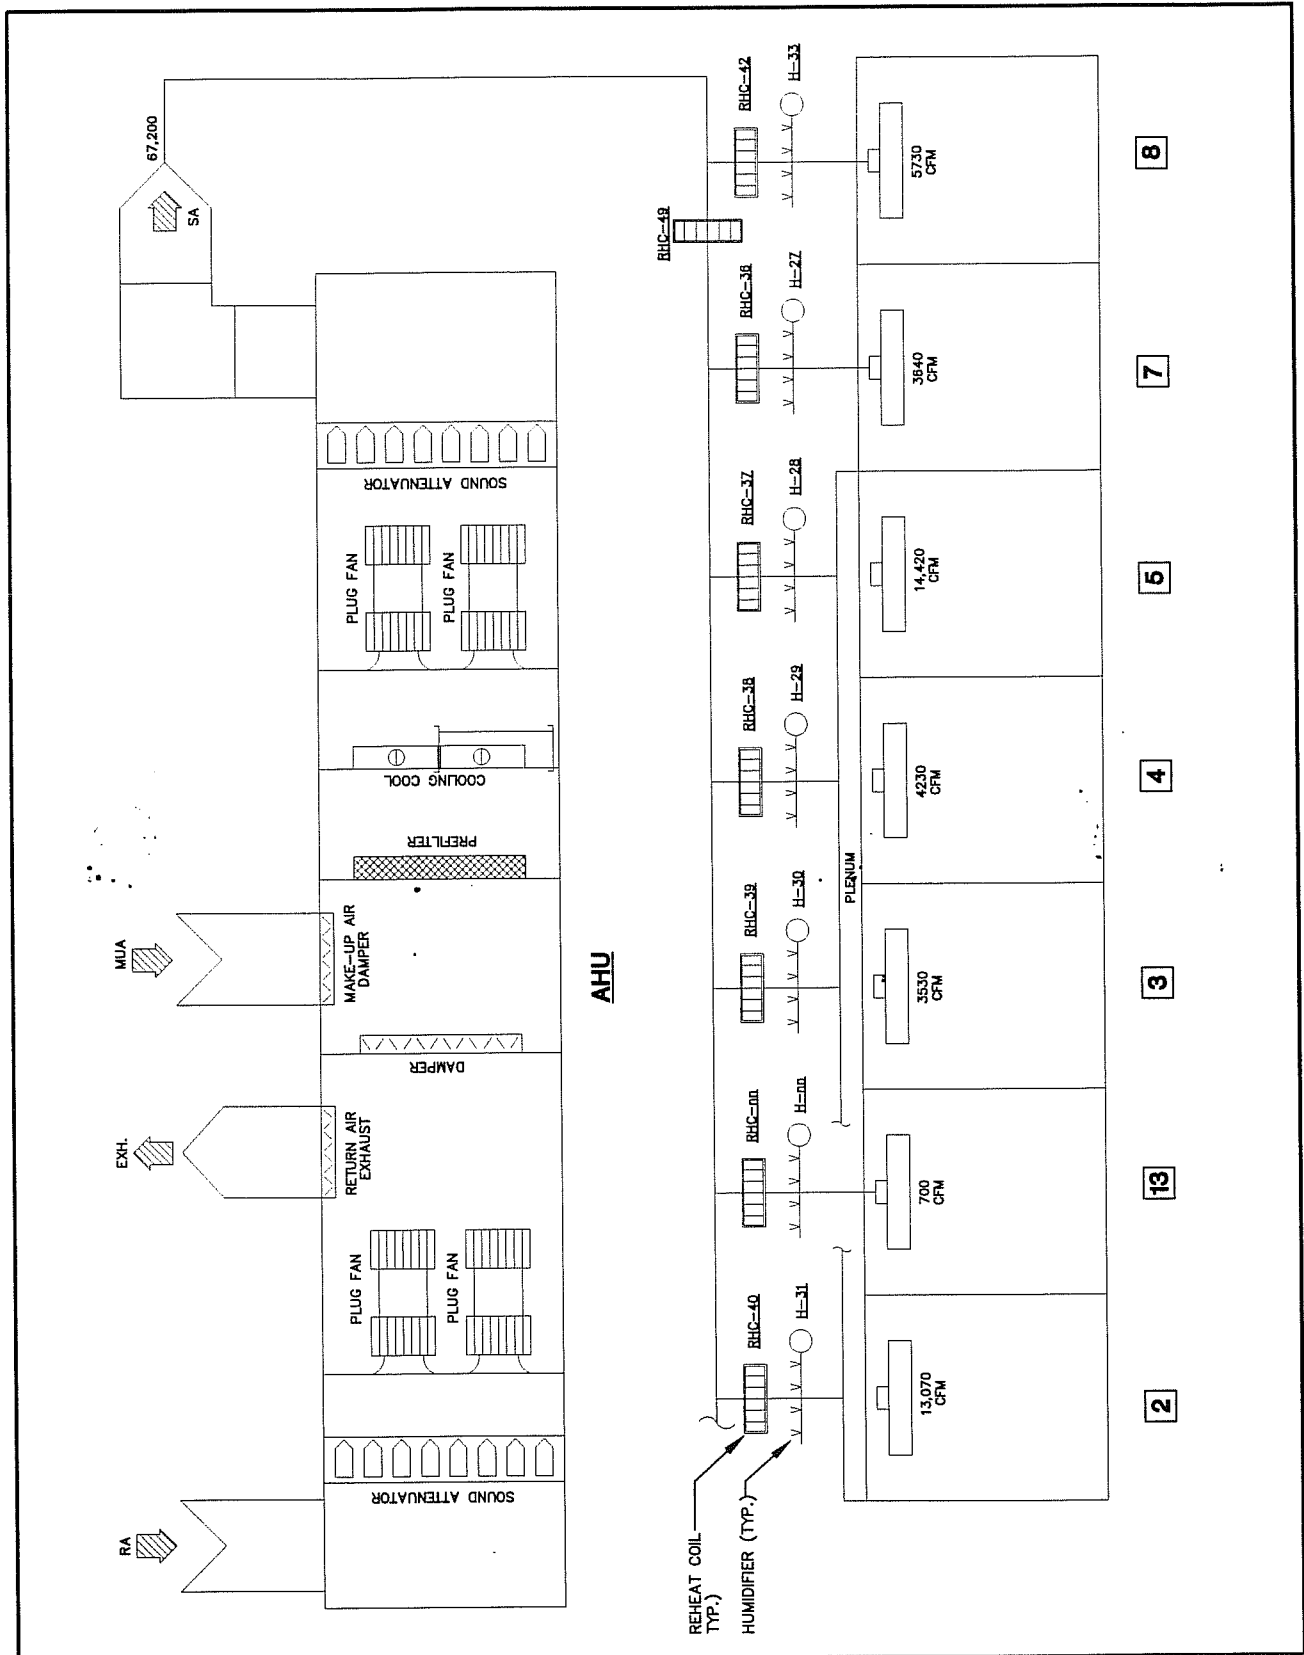 RA
EXH.
MUA
SA
67,200
SOUND ATTENUATOR
PLUG FAN
PLUG FAN
RETURN AIR
EXHAUST
DAMPER
MAKE-UP AIR
DAMPER
PREFILTER
COOLING COOL
PLUG FAN
PLUG FAN
SOUND ATTENUATOR
AHU
REHEAT COIL
TYP.)
HUMIDIFIER (TYP.)
RHC-40
H-31
RHC-nn
H-nn
RHC-39
H-30
RHC-38
H-29
RHC-37
H-28
RHC-36
H-27
RHC-49
RHC-42
H-33
PLENUM
13,070
CFM
700
CFM
3530
CFM
4230
CFM
14,420
CFM
3640
CFM
5730
CFM
2
13
3
4
5
7
8